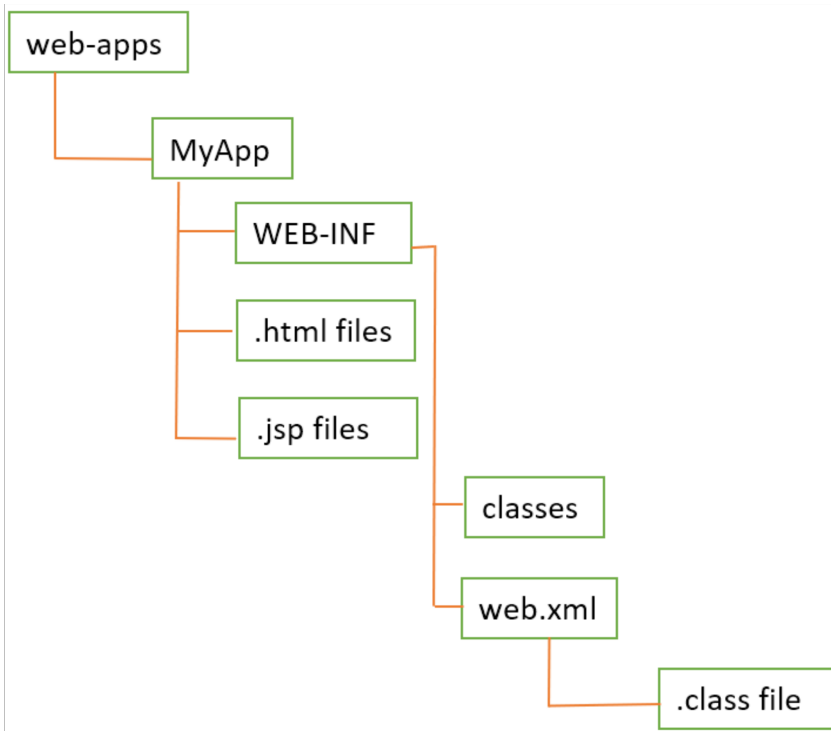 web-apps
MyApp
WEB-INF
.html files
.jsp files
classes
web.xml
.class file